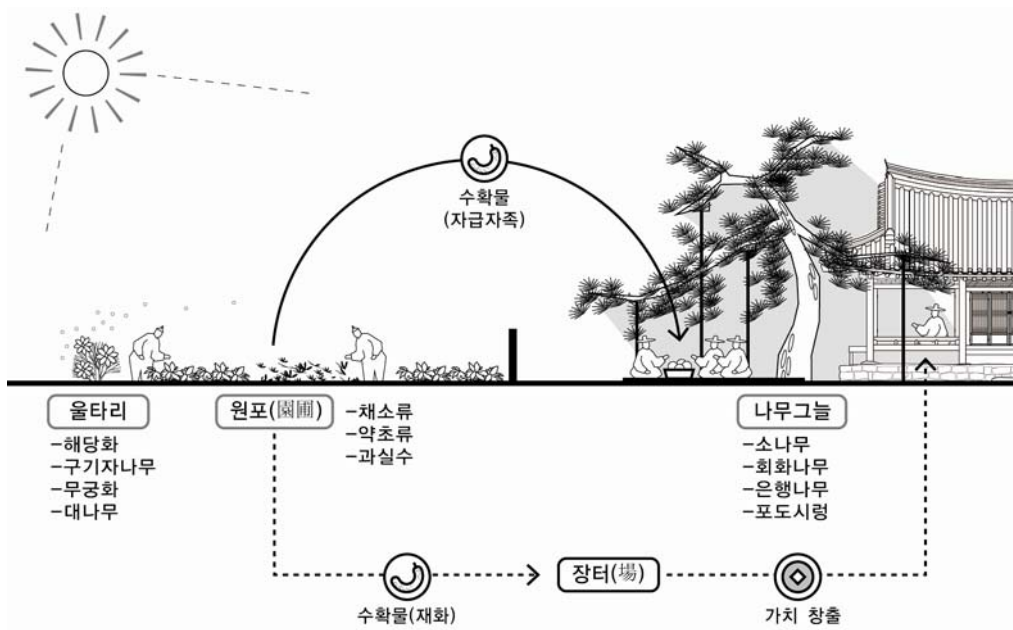 수확물
(자급자족)
울타리
-해당화
-구기자나무
-무궁화
-대나무
원포(園圃)
-채소류
-약초류
-과실수
나무그늘
-소나무
-회화나무
-은행나무
-포도시렁
수확물(재화)
장터(場)
가치 창출